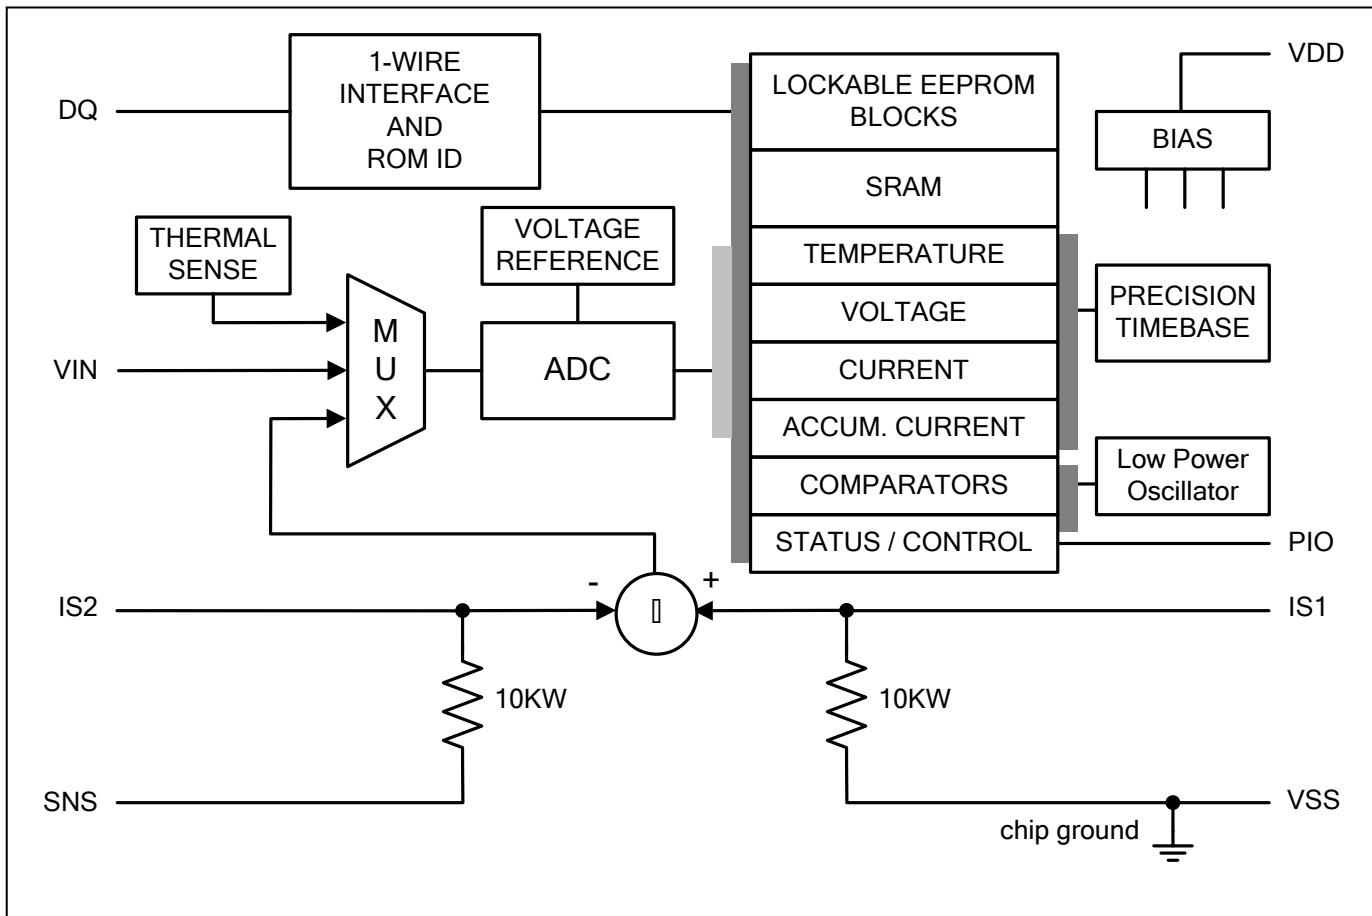 1-WIRE
INTERFACE
AND
ROM ID
DQ
LOCKABLE EEPROM
BLOCKS
VDD
BIAS
SRAM
THERMAL
SENSE
VOLTAGE
REFERENCE
TEMPERATURE
VOLTAGE
PRECISION
TIMEBASE
M
U
X
VIN
ADC
CURRENT
ACCUM. CURRENT
COMPARATORS
Low Power
Oscillator
STATUS / CONTROL
PIO
-
+
IS2
IS1
10KW
10KW
SNS
VSS
chip ground